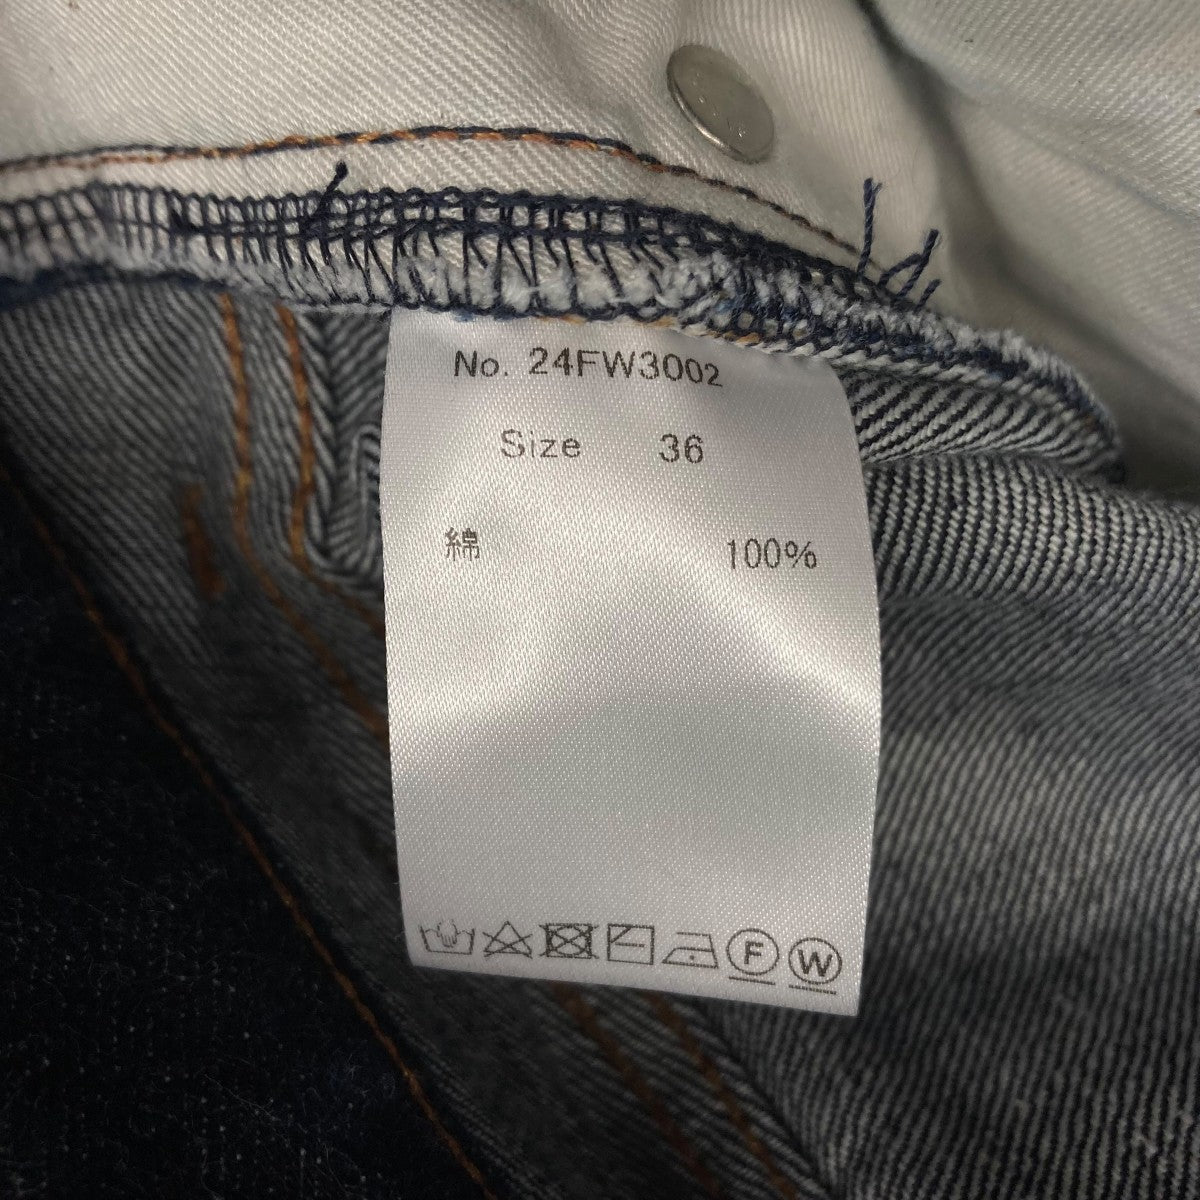 No. 24FW3002
Size 36
綿 100%
F W